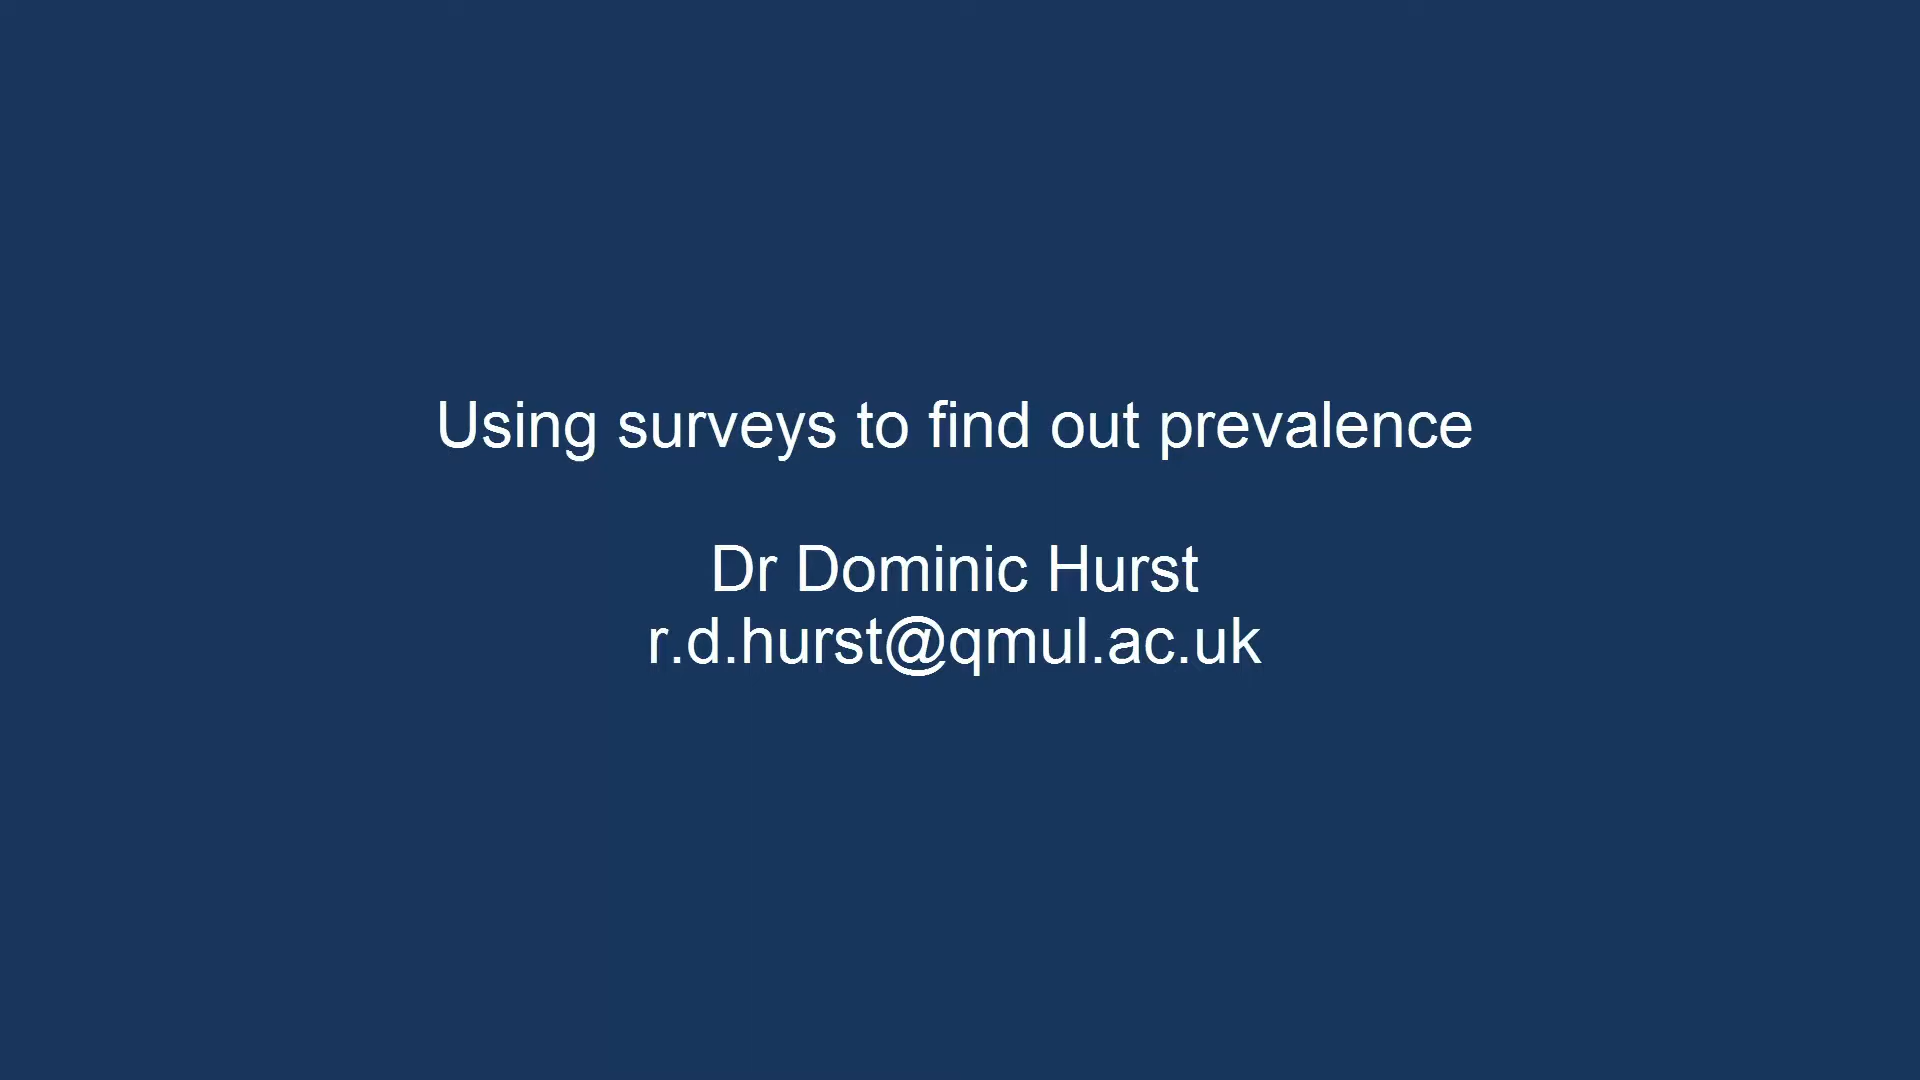 Using surveys to find out prevalence
Dr Dominic Hurst
r.d.hurst@qmul.ac.uk